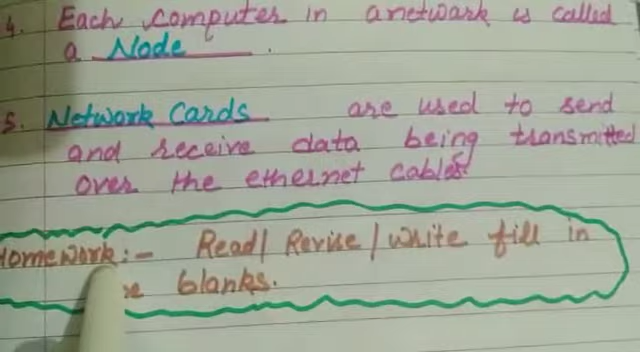 4. Each computer in a network is called
a Node.
5. Network Cards are used to send
and receive data being transmitted
over the ethernet cables.
Homework:- Read/ Revise / write fill in
blanks.